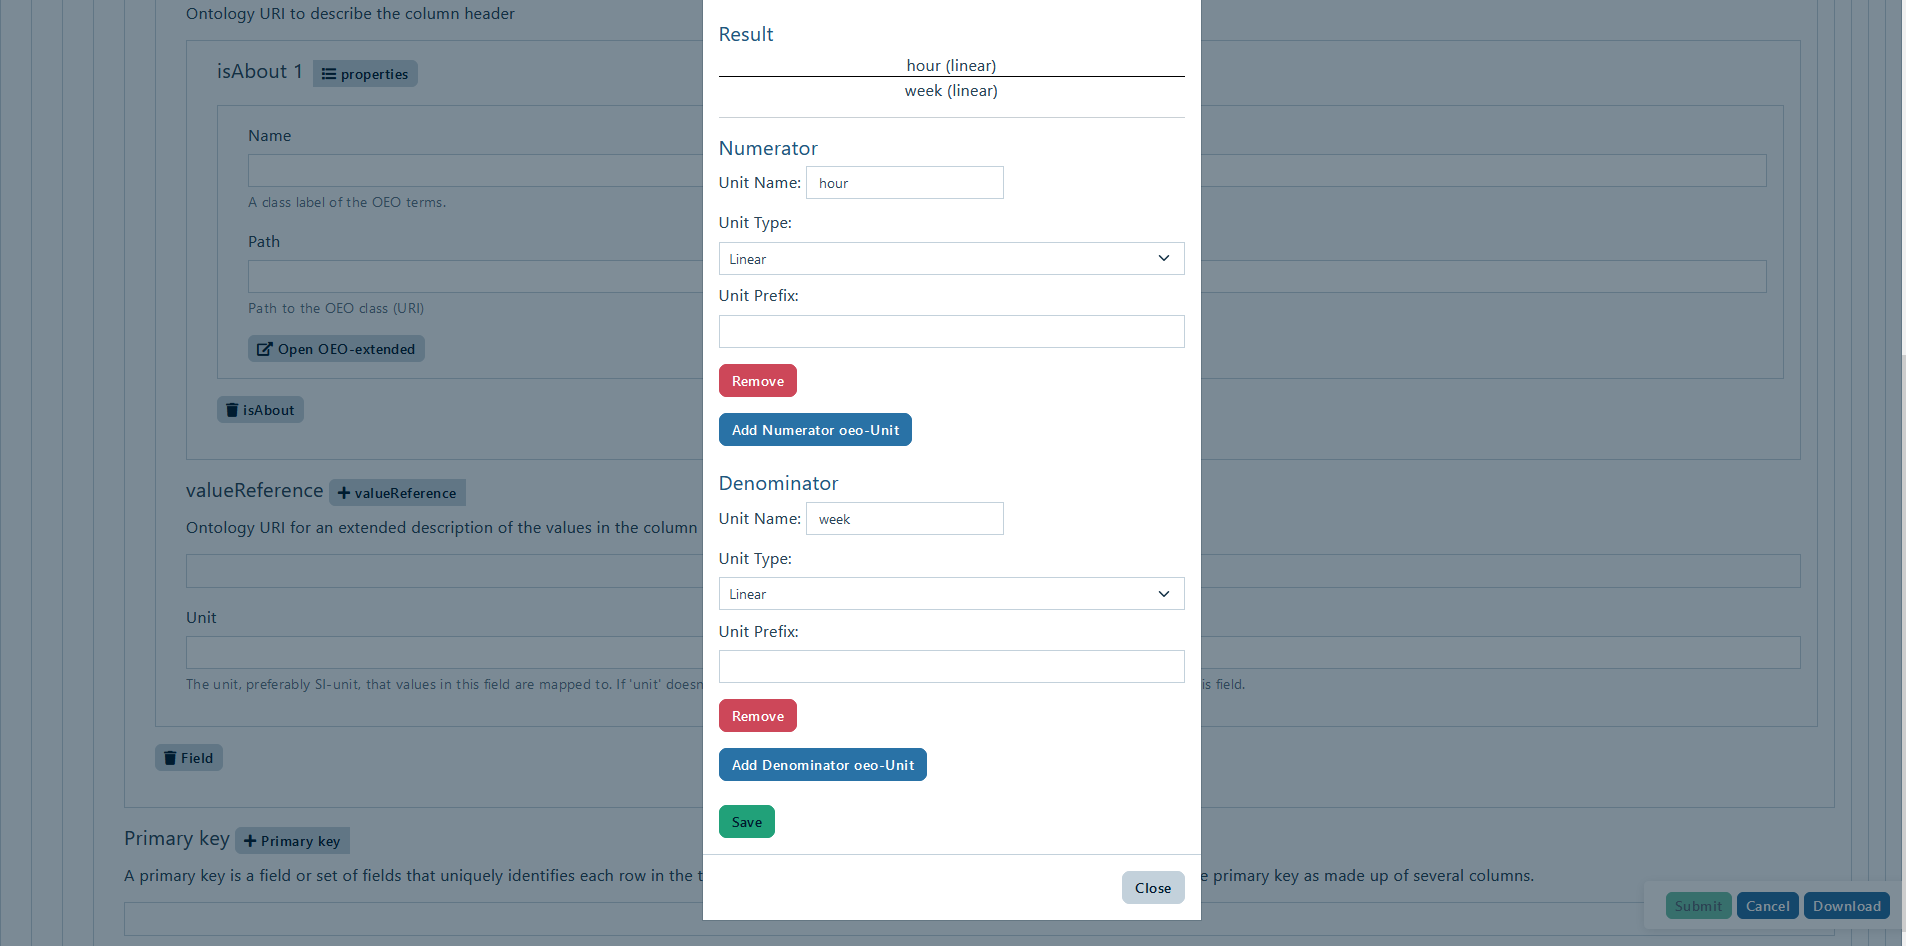 Ontology URI to describe the column header
isAbout 1
properties
Name
A class label of the OEO terms.
Path
Path to the OEO class (URI)
Open OEO-extended
isAbout
valueReference
valueReference
Ontology URI for an extended description of the values in the column
Unit
The unit, preferably SI-unit, that values in this field are mapped to. If 'unit' doesn
is field.
Field
Primary key
Primary key
A primary key is a field or set of fields that uniquely identifies each row in the t
e primary key as made up of several columns.
Result
hour (linear)
week (linear)
Numerator
Unit Name: hour
Unit Type:
Linear
Unit Prefix:
Remove
Add Numerator oeo-Unit
Denominator
Unit Name: week
Unit Type:
Linear
Unit Prefix:
Remove
Add Denominator oeo-Unit
Save
Close
Submit Cancel Download